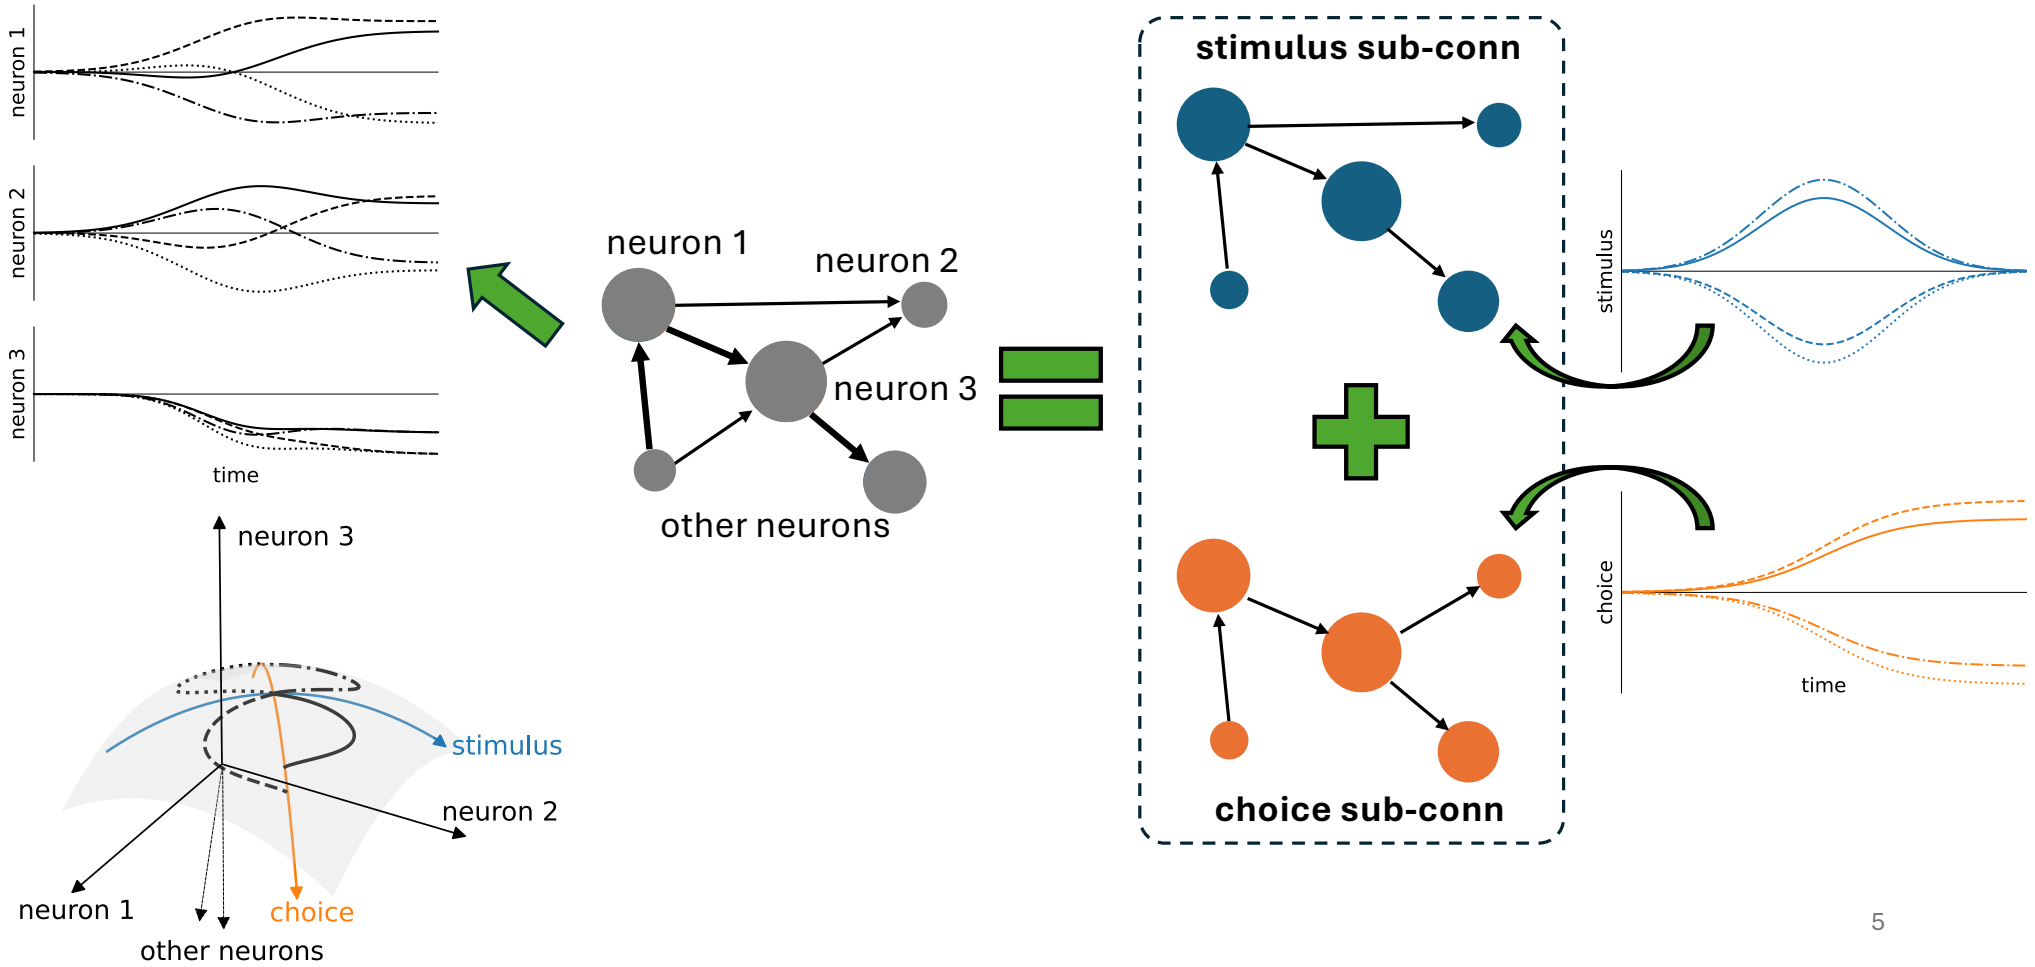 neuron 1
neuron 2
neuron 3
time
neuron 3
stimulus
neuron 2
neuron 1
choice
other neurons
neuron 1
neuron 2
neuron 3
other neurons
stimulus sub-conn
choice sub-conn
stimulus
choice
time
5